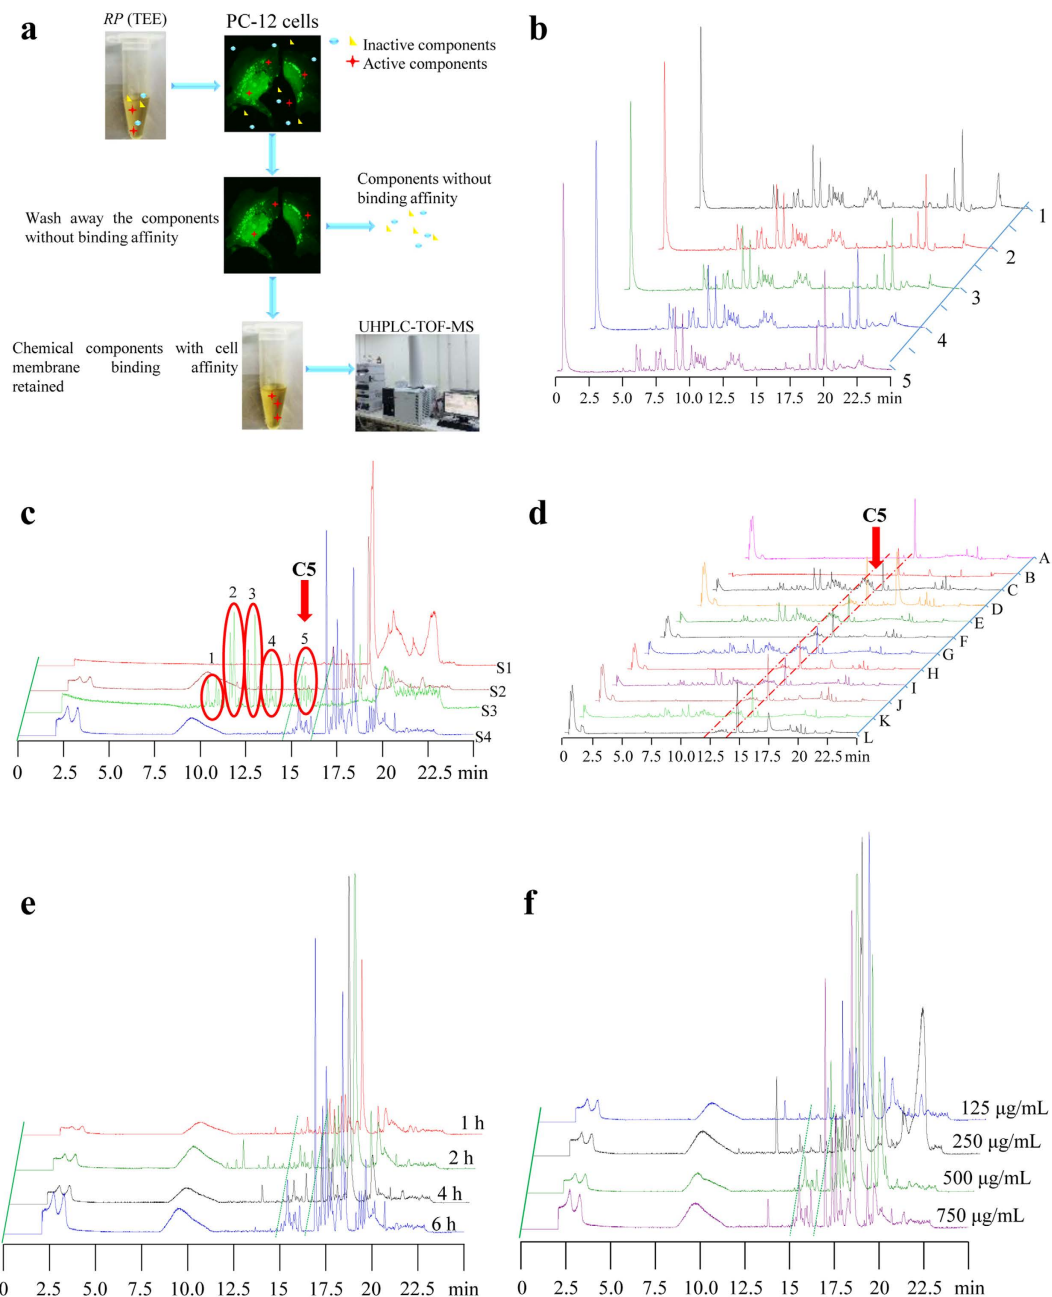 a
RP (TEE)
PC-12 cells
Inactive components
Active components
Wash away the components
without binding affinity
Components without
binding affinity
Chemical components binding with cell
membrane affinity
retained
UHPLC-TOF-MS
b
1
2
3
4
5
0 2.5 5.0 7.5 10.0 12.5 15 17.5 20 22.5 min
c
C5
1
2
3
4
5
S1
S2
S3
S4
0 2.5 5.0 7.5 10.0 12.5 15 17.5 20 22.5 min
d
C5
A
B
C
D
E
F
G
H
I
J
K
L
0 2.5 5.0 7.5 10.0 12.5 15 17.5 20 22.5 min
e
1 h
2 h
4 h
6 h
0 2.5 5.0 7.5 10.0 12.5 15 17.5 20 22.5 min
f
125 μg/mL
250 μg/mL
500 μg/mL
750 μg/mL
0 2.5 5.0 7.5 10.0 12.5 15 17.5 20 22.5 min